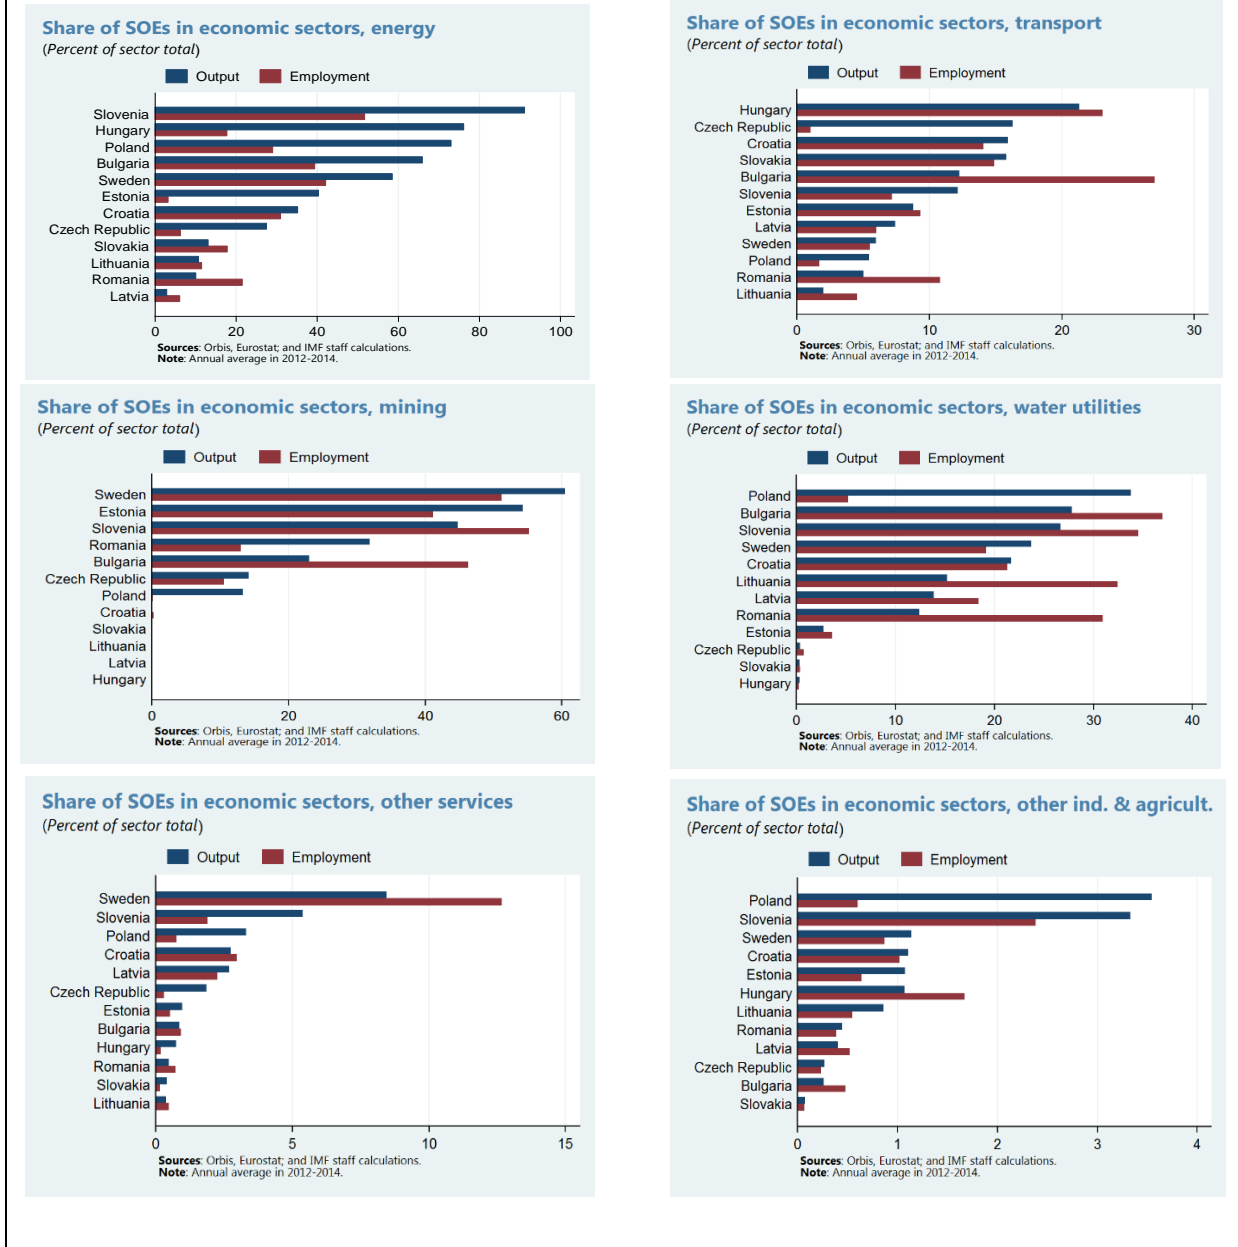 Share of SOEs in economic sectors, energy
(Percent of sector total)
Output Employment
Slovenia
Hungary
Poland
Bulgaria
Sweden
Estonia
Croatia
Czech Republic
Slovakia
Lithuania
Romania
Latvia
0 20 40 60 80 100
Sources: Orbis, Eurostat; and IMF staff calculations.
Note: Annual average in 2012-2014.
Share of SOEs in economic sectors, transport
(Percent of sector total)
Output Employment
Hungary
Czech Republic
Croatia
Slovakia
Bulgaria
Slovenia
Estonia
Latvia
Sweden
Poland
Romania
Lithuania
0 10 20 30
Sources: Orbis, Eurostat; and IMF staff calculations.
Note: Annual average in 2012-2014.
Share of SOEs in economic sectors, mining
(Percent of sector total)
Output Employment
Sweden
Estonia
Slovenia
Romania
Bulgaria
Czech Republic
Poland
Croatia
Slovakia
Lithuania
Latvia
Hungary
0 20 40 60
Sources: Orbis, Eurostat; and IMF staff calculations.
Note: Annual average in 2012-2014.
Share of SOEs in economic sectors, water utilities
(Percent of sector total)
Output Employment
Poland
Bulgaria
Slovenia
Sweden
Croatia
Lithuania
Latvia
Romania
Estonia
Czech Republic
Slovakia
Hungary
0 10 20 30 40
Sources: Orbis, Eurostat; and IMF staff calculations.
Note: Annual average in 2012-2014.
Share of SOEs in economic sectors, other services
(Percent of sector total)
Output Employment
Sweden
Slovenia
Poland
Croatia
Latvia
Czech Republic
Estonia
Bulgaria
Hungary
Romania
Slovakia
Lithuania
0 5 10 15
Sources: Orbis, Eurostat; and IMF staff calculations.
Note: Annual average in 2012-2014.
Share of SOEs in economic sectors, other ind. & agricult.
(Percent of sector total)
Output Employment
Poland
Slovenia
Sweden
Croatia
Estonia
Hungary
Lithuania
Romania
Latvia
Czech Republic
Bulgaria
Slovakia
0 1 2 3 4
Sources: Orbis, Eurostat; and IMF staff calculations.
Note: Annual average in 2012-2014.